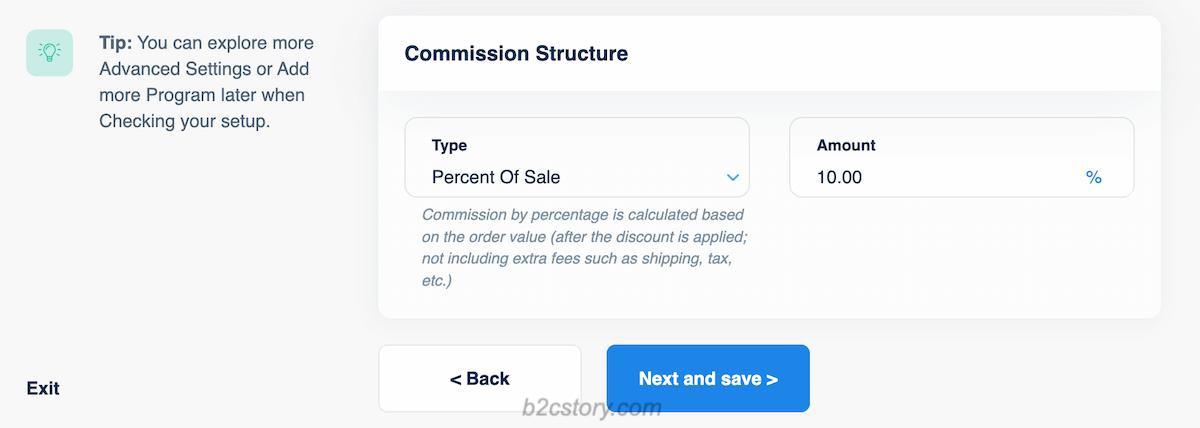 Tip: You can explore more
Advanced Settings or Add
more Program later when
Checking your setup.
Commission Structure
Type
Percent Of Sale
Amount
10.00 %
Commission by percentage is calculated based
on the order value (after the discount is applied;
not including extra fees such as shipping, tax,
etc.)
Exit
< Back
Next and save >
b2cstory.com